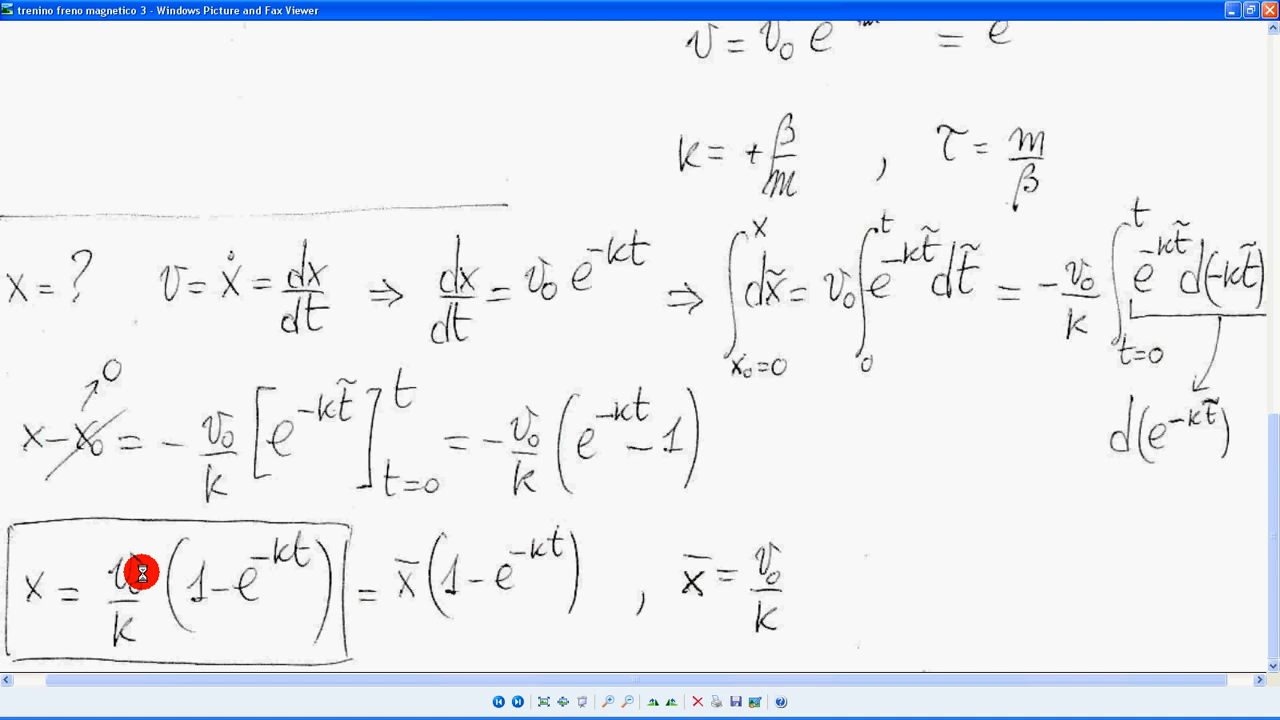 trenino freno magnetico 3 - Windows Picture and Fax Viewer
v = v₀ e = e
k = + β/m , τ = m/β
x = ? v = ẋ = dx/dt ⇒ dx/dt = v₀ e^(-kt) ⇒ ∫_{x₀=0}^{x} dx̃ = v₀ ∫_0^t e^(-kt̃) dt̃ = - v₀/k ∫_{t=0}^{t} e^(-kt̃) d(-kt̃)
d(e^(-kt̃))
x - x₀ = - v₀/k [e^(-kt̃)]_{t=0}^{t} = - v₀/k (e^(-kt) - 1)
0
x = v₀/k (1 - e^(-kt)) = x̄ (1 - e^(-kt)) , x̄ = v₀/k